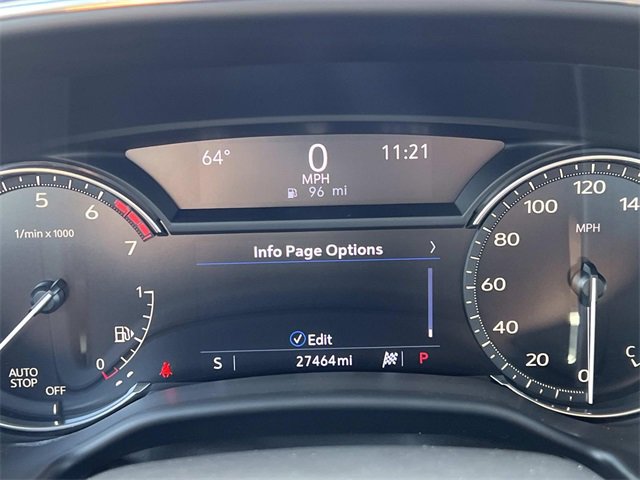 64° 0 11:21
MPH
96 mi
5
6
7
1/min x 1000
1
0
AUTO
STOP
OFF
Info Page Options
Edit
S 27464mi P
0
20
40
60
80
100
120
14
MPH
C